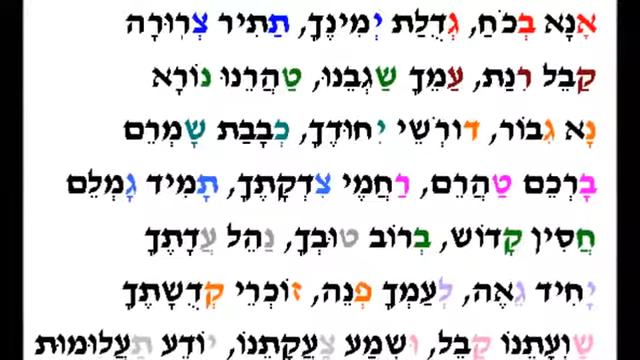 אָנָּא בְּכֹחַ, גְּדֻלַּת יְמִינֶךָ, תַּתִּיר צְרוּרָה
קַבֵּל רִנַּת, עַמֵּךָ שַׂגְּבֵנוּ, טַהֲרֵנוּ נוֹרָא
נָא גִבּוֹר, דּוֹרְשֵׁי יִחוּדֶךָ, כְּבָבַת שָׁמְרֵם
בָּרְכֵם טַהֲרֵם, רַחֲמֵי צִדְקָתֶךָ, תָּמִיד גָּמְלֵם
חֲסִין קָדוֹשׁ, בְּרוֹב טוּבְךָ, נַהֵל עֲדָתֶךָ
יָחִיד גֵּאֶה, לְעַמְּךָ פְּנֵה, זוֹכְרֵי קְדֻשָּׁתֶךָ
שַׁוְעָתֵנוּ קַבֵּל, וּשְׁמַע צַעֲקָתֵנוּ, יוֹדֵעַ תַּעֲלוּמוֹת